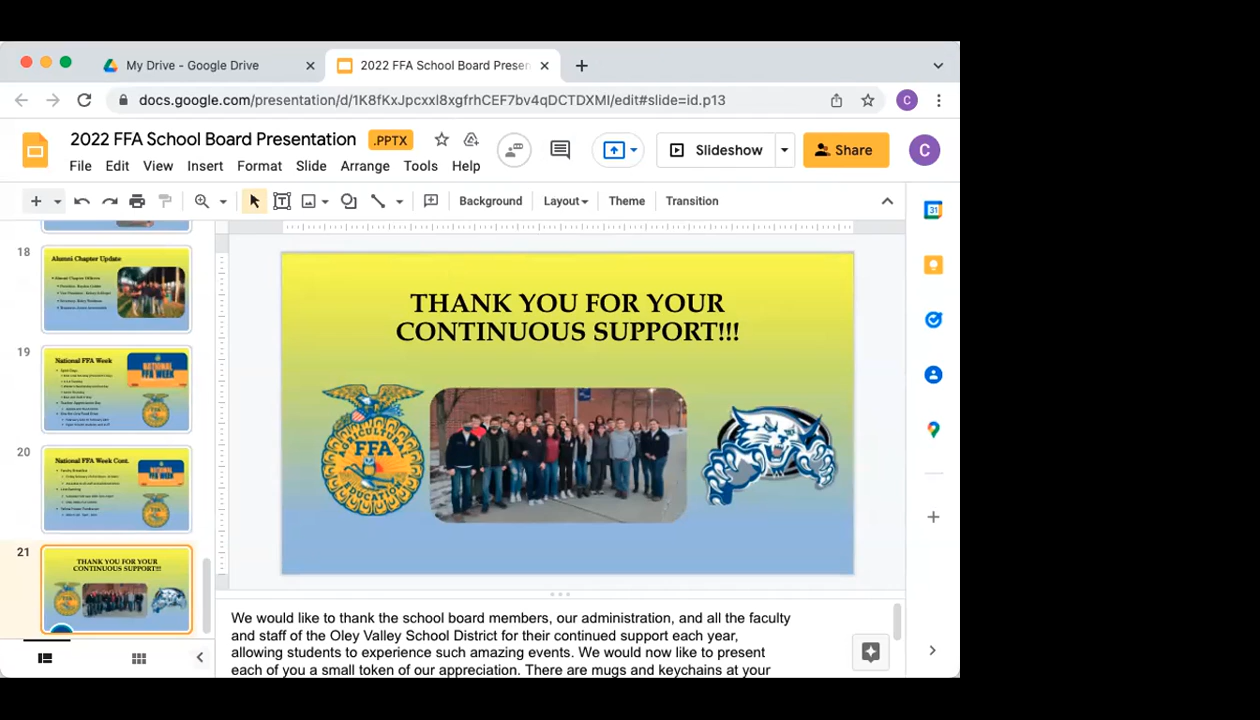 My Drive - Google Drive
2022 FFA School Board Presen
docs.google.com/presentation/d/1K8fKxJpcxxl8xgfrhCEF7bv4qDCTDXMI/edit#slide=id.p13
C
2022 FFA School Board Presentation .PPTX
Slideshow
Share
C
File Edit View Insert Format Slide Arrange Tools Help
Background Layout Theme Transition
31
18
Alumni Chapter Update
19
National FFA Week
NATIONAL
FFA WEEK
20
National FFA Week Cont.
21
THANK YOU FOR YOUR
CONTINUOUS SUPPORT!!!
THANK YOU FOR YOUR
CONTINUOUS SUPPORT!!!
AGRICULTURAL
FFA
EDUCATION
We would like to thank the school board members, our administration, and all the faculty
and staff of the Oley Valley School District for their continued support each year,
allowing students to experience such amazing events. We would now like to present
each of you a small token of our appreciation. There are mugs and keychains at your